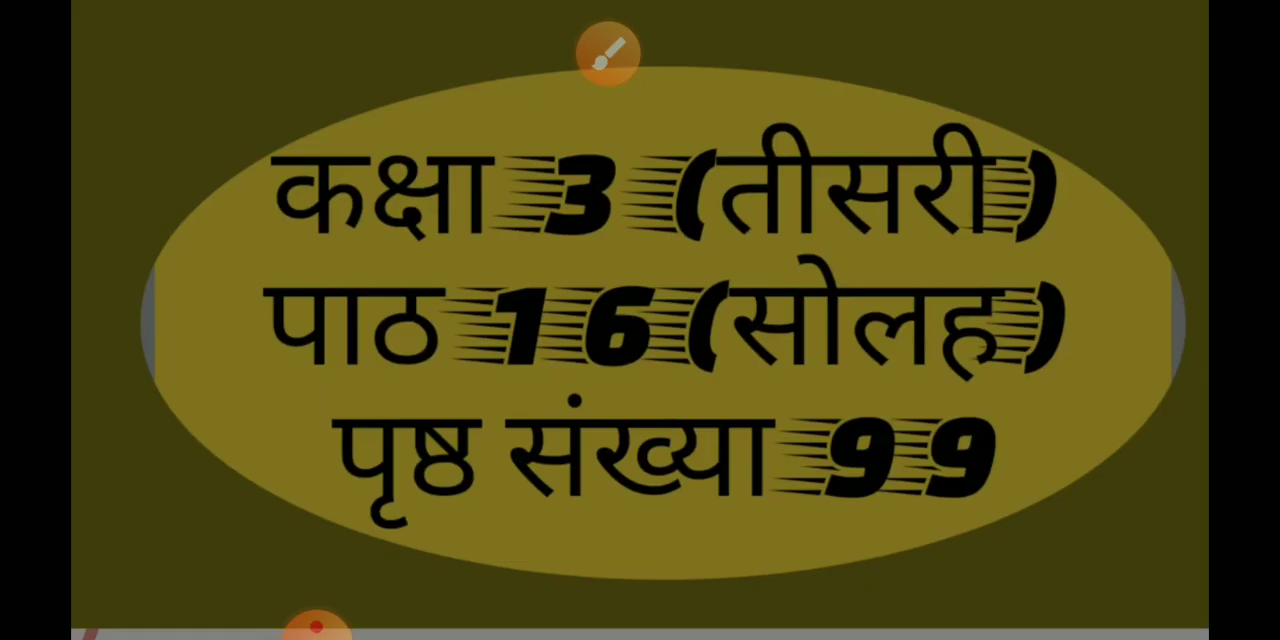 कक्षा 3 (तीसरी)
पाठ 16 (सोलह)
पृष्ठ संख्या 99